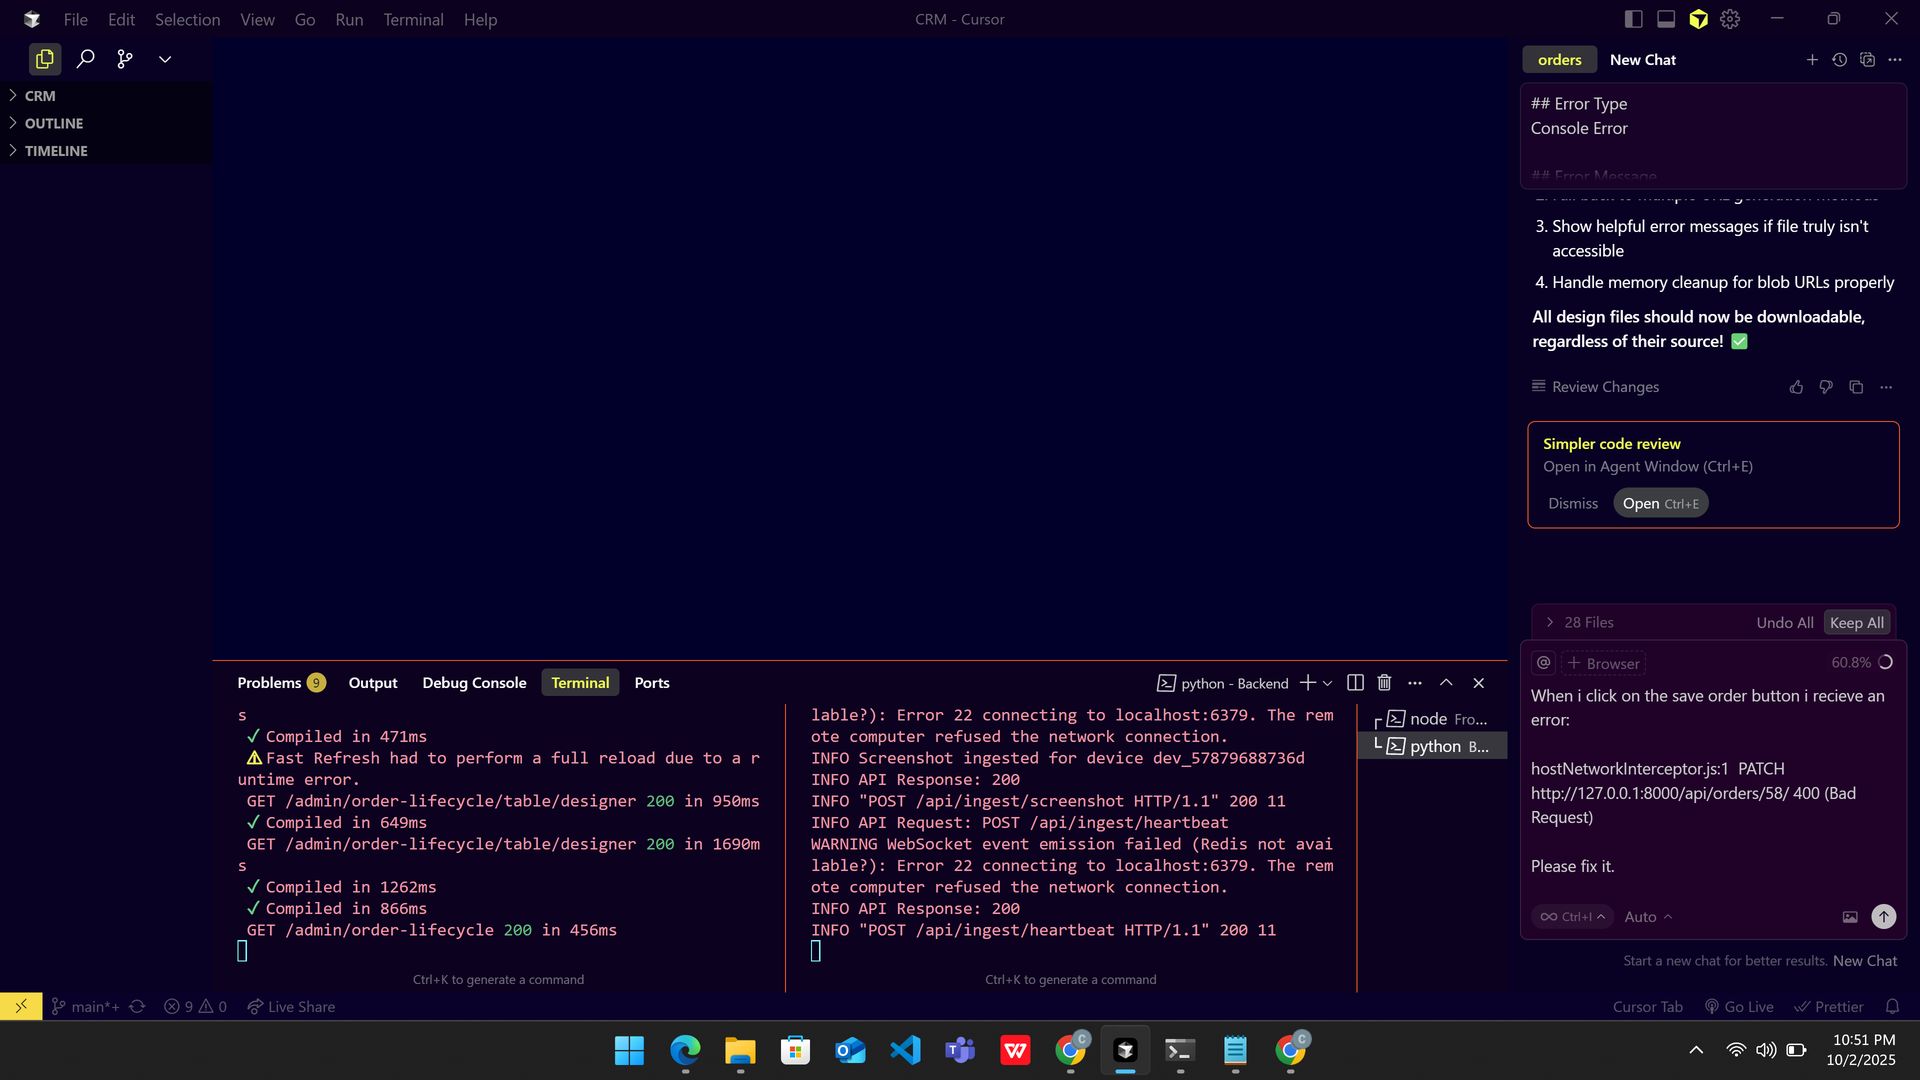 File Edit Selection View Go Run Terminal Help
CRM - Cursor
CRM
OUTLINE
TIMELINE
orders New Chat
## Error Type
Console Error
## Error Message
3. Show helpful error messages if file truly isn't
accessible
4. Handle memory cleanup for blob URLs properly
All design files should now be downloadable,
regardless of their source! ✅
Review Changes
Simpler code review
Open in Agent Window (Ctrl+E)
Dismiss Open Ctrl+E
28 Files Undo All Keep All
@ + Browser 60.8%
When i click on the save order button i recieve an
error:
hostNetworkInterceptor.js:1 PATCH
http://127.0.0.1:8000/api/orders/58/ 400 (Bad
Request)
Please fix it.
∞ Ctrl+I Auto
Start a new chat for better results. New Chat
Problems 9 Output Debug Console Terminal Ports
python - Backend
s
✓ Compiled in 471ms
⚠ Fast Refresh had to perform a full reload due to a r
untime error.
GET /admin/order-lifecycle/table/designer 200 in 950ms
✓ Compiled in 649ms
GET /admin/order-lifecycle/table/designer 200 in 1690m
s
✓ Compiled in 1262ms
✓ Compiled in 866ms
GET /admin/order-lifecycle 200 in 456ms
Ctrl+K to generate a command
lable?): Error 22 connecting to localhost:6379. The rem
ote computer refused the network connection.
INFO Screenshot ingested for device dev_57879688736d
INFO API Response: 200
INFO "POST /api/ingest/screenshot HTTP/1.1" 200 11
INFO API Request: POST /api/ingest/heartbeat
WARNING WebSocket event emission failed (Redis not avai
lable?): Error 22 connecting to localhost:6379. The rem
ote computer refused the network connection.
INFO API Response: 200
INFO "POST /api/ingest/heartbeat HTTP/1.1" 200 11
Ctrl+K to generate a command
node Fro...
python B...
main*+ 9 0 Live Share
Cursor Tab Go Live Prettier
10:51 PM
10/2/2025